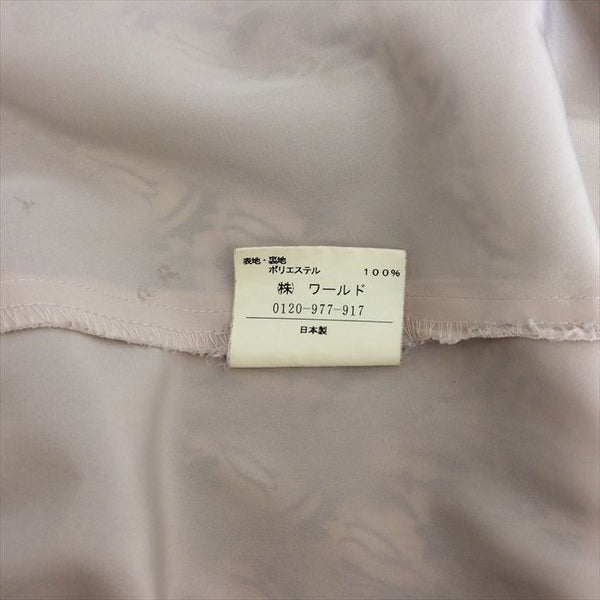 表地・裏地
ポリエステル 100%
㈱ ワールド
0120-977-917
日本製